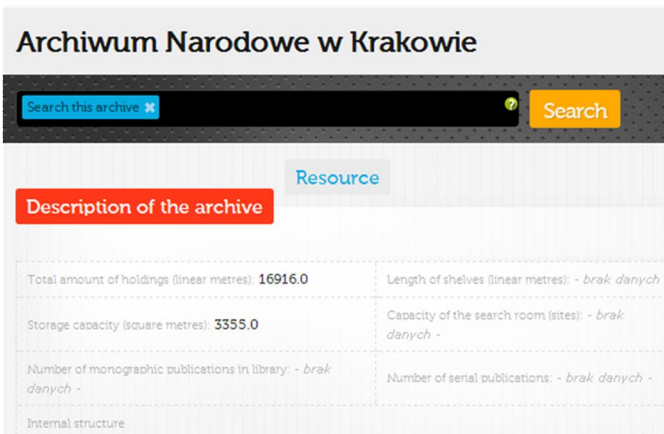 Archiwum Narodowe w Krakowie
Search this archive ✖
?
Search
Resource
Description of the archive
Total amount of holdings (linear metres): 16916.0
Length of shelves (linear metres): - brak danych
Storage capacity (square metres): 3355.0
Capacity of the search room (sites): - brak
danych -
Number of monographic publications in library: - brak
danych -
Number of serial publications: - brak danych -
Internal structure